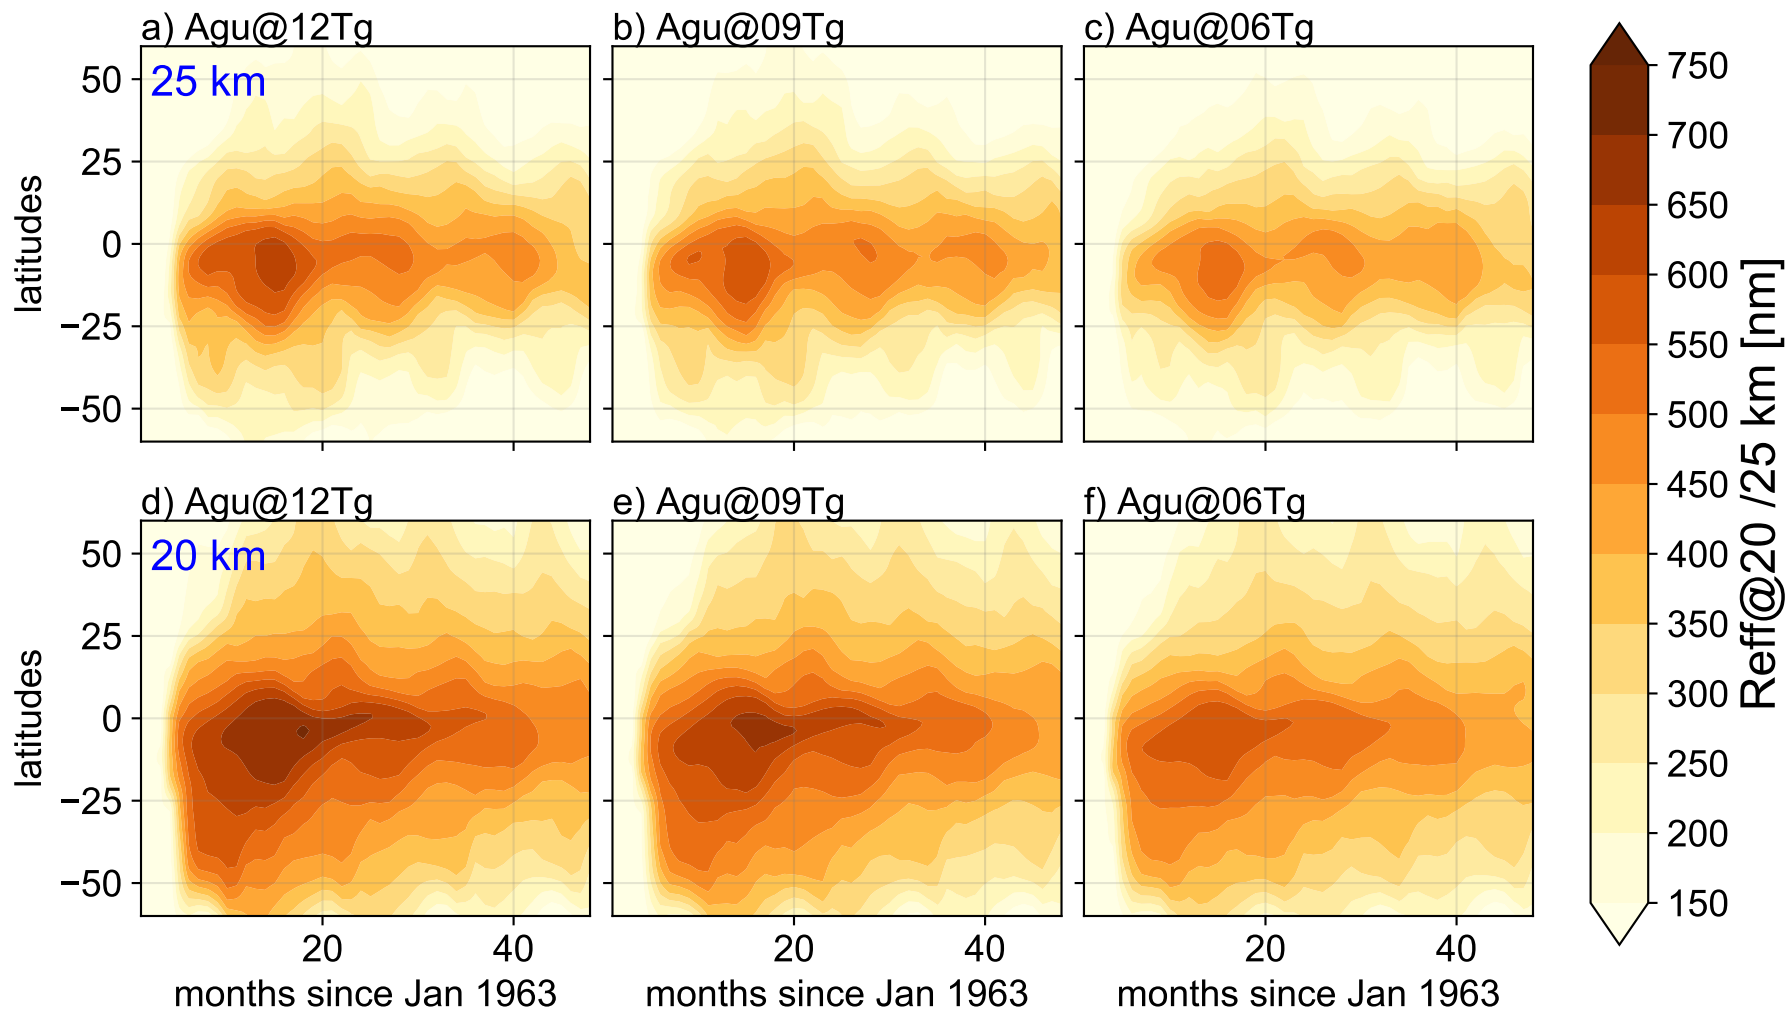 a) Agu@12Tg
b) Agu@09Tg
c) Agu@06Tg
25 km
50
25
0
−25
−50
latitudes
d) Agu@12Tg
e) Agu@09Tg
f) Agu@06Tg
20 km
50
25
0
−25
−50
latitudes
20
40
20
40
20
40
months since Jan 1963
months since Jan 1963
months since Jan 1963
750
700
650
600
550
500
450
400
350
300
250
200
150
Reff@20 /25 km [nm]